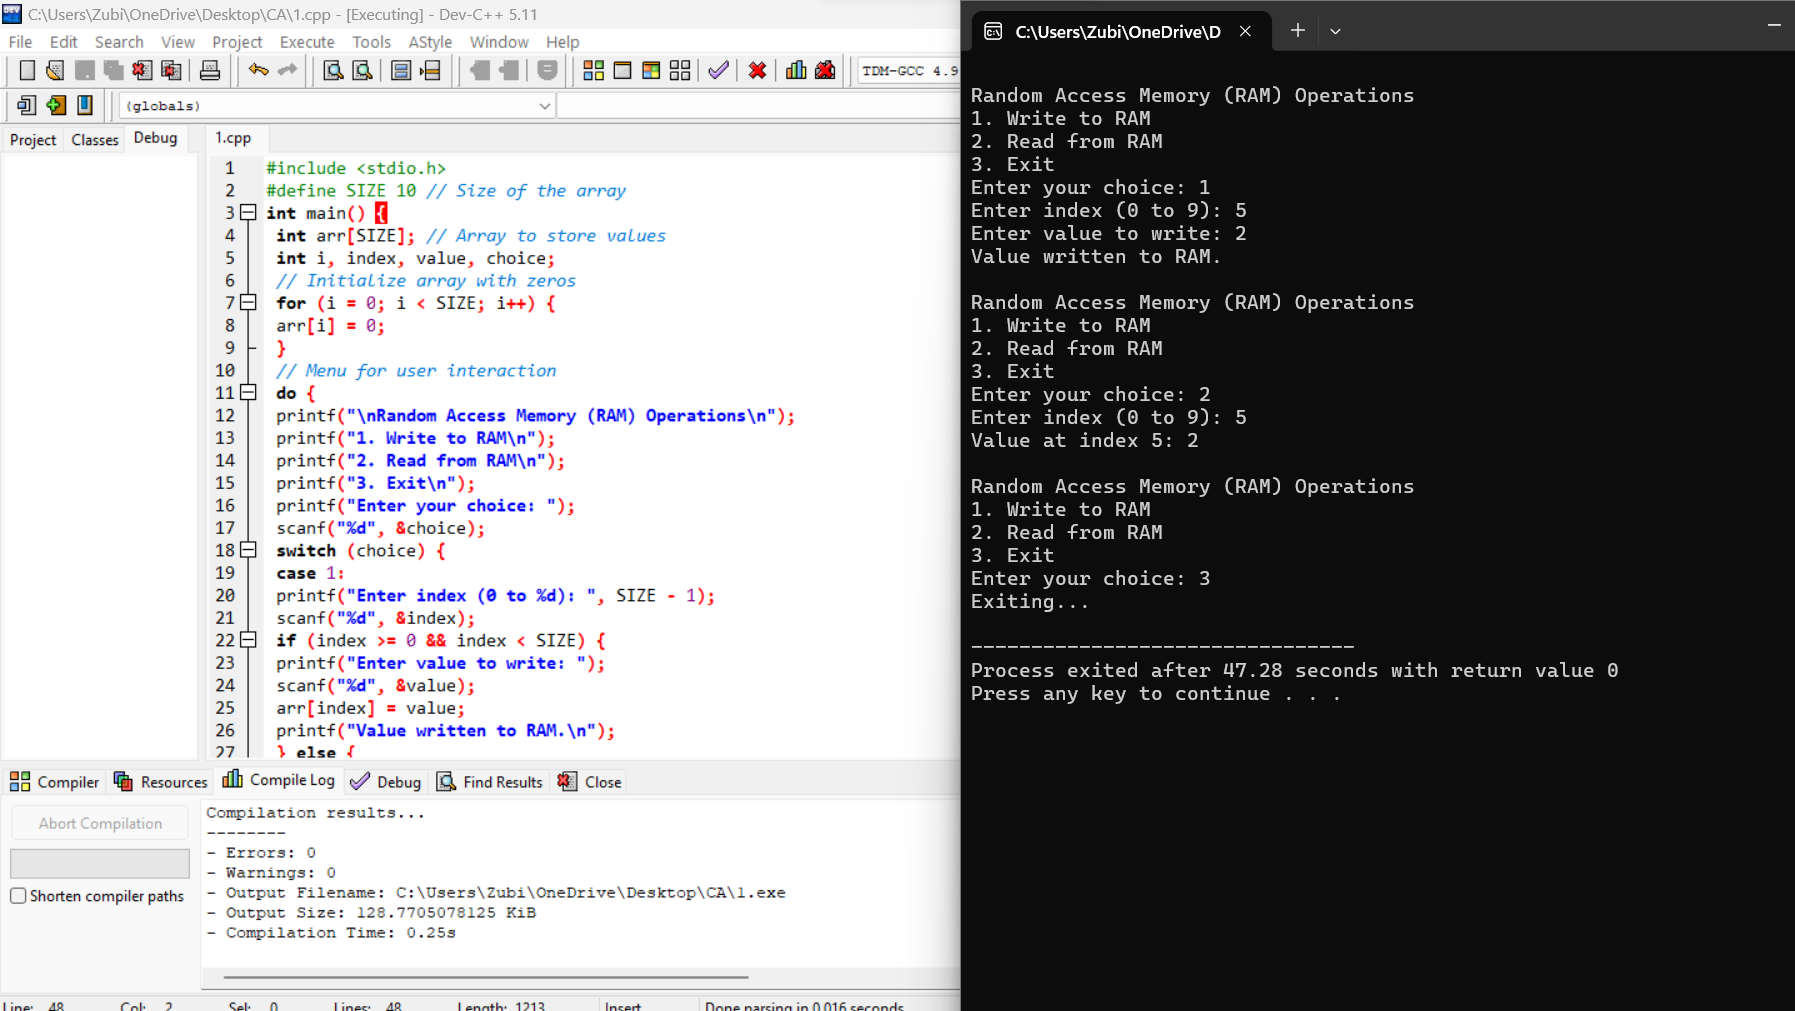 C:\Users\Zubi\OneDrive\Desktop\CA\1.cpp - [Executing] - Dev-C++ 5.11
File Edit Search View Project Execute Tools AStyle Window Help
TDM-GCC 4.9
(globals)
Project Classes Debug 1.cpp
1 #include <stdio.h>
2 #define SIZE 10 // Size of the array
3 int main() {
4 int arr[SIZE]; // Array to store values
5 int i, index, value, choice;
6 // Initialize array with zeros
7 for (i = 0; i < SIZE; i++) {
8 arr[i] = 0;
9 }
10 // Menu for user interaction
11 do {
12 printf("\nRandom Access Memory (RAM) Operations\n");
13 printf("1. Write to RAM\n");
14 printf("2. Read from RAM\n");
15 printf("3. Exit\n");
16 printf("Enter your choice: ");
17 scanf("%d", &choice);
18 switch (choice) {
19 case 1:
20 printf("Enter index (0 to %d): ", SIZE - 1);
21 scanf("%d", &index);
22 if (index >= 0 && index < SIZE) {
23 printf("Enter value to write: ");
24 scanf("%d", &value);
25 arr[index] = value;
26 printf("Value written to RAM.\n");
27 } else {
Compiler Resources Compile Log Debug Find Results Close
Abort Compilation
Shorten compiler paths
Compilation results...
--------
- Errors: 0
- Warnings: 0
- Output Filename: C:\Users\Zubi\OneDrive\Desktop\CA\1.exe
- Output Size: 128.7705078125 KiB
- Compilation Time: 0.25s
Line: 48 Col: 2 Sel: 0 Lines: 48 Length: 1213 Insert Done parsing in 0.016 seconds
C:\Users\Zubi\OneDrive\D
Random Access Memory (RAM) Operations
1. Write to RAM
2. Read from RAM
3. Exit
Enter your choice: 1
Enter index (0 to 9): 5
Enter value to write: 2
Value written to RAM.
Random Access Memory (RAM) Operations
1. Write to RAM
2. Read from RAM
3. Exit
Enter your choice: 2
Enter index (0 to 9): 5
Value at index 5: 2
Random Access Memory (RAM) Operations
1. Write to RAM
2. Read from RAM
3. Exit
Enter your choice: 3
Exiting...
--------------------------------
Process exited after 47.28 seconds with return value 0
Press any key to continue . . .